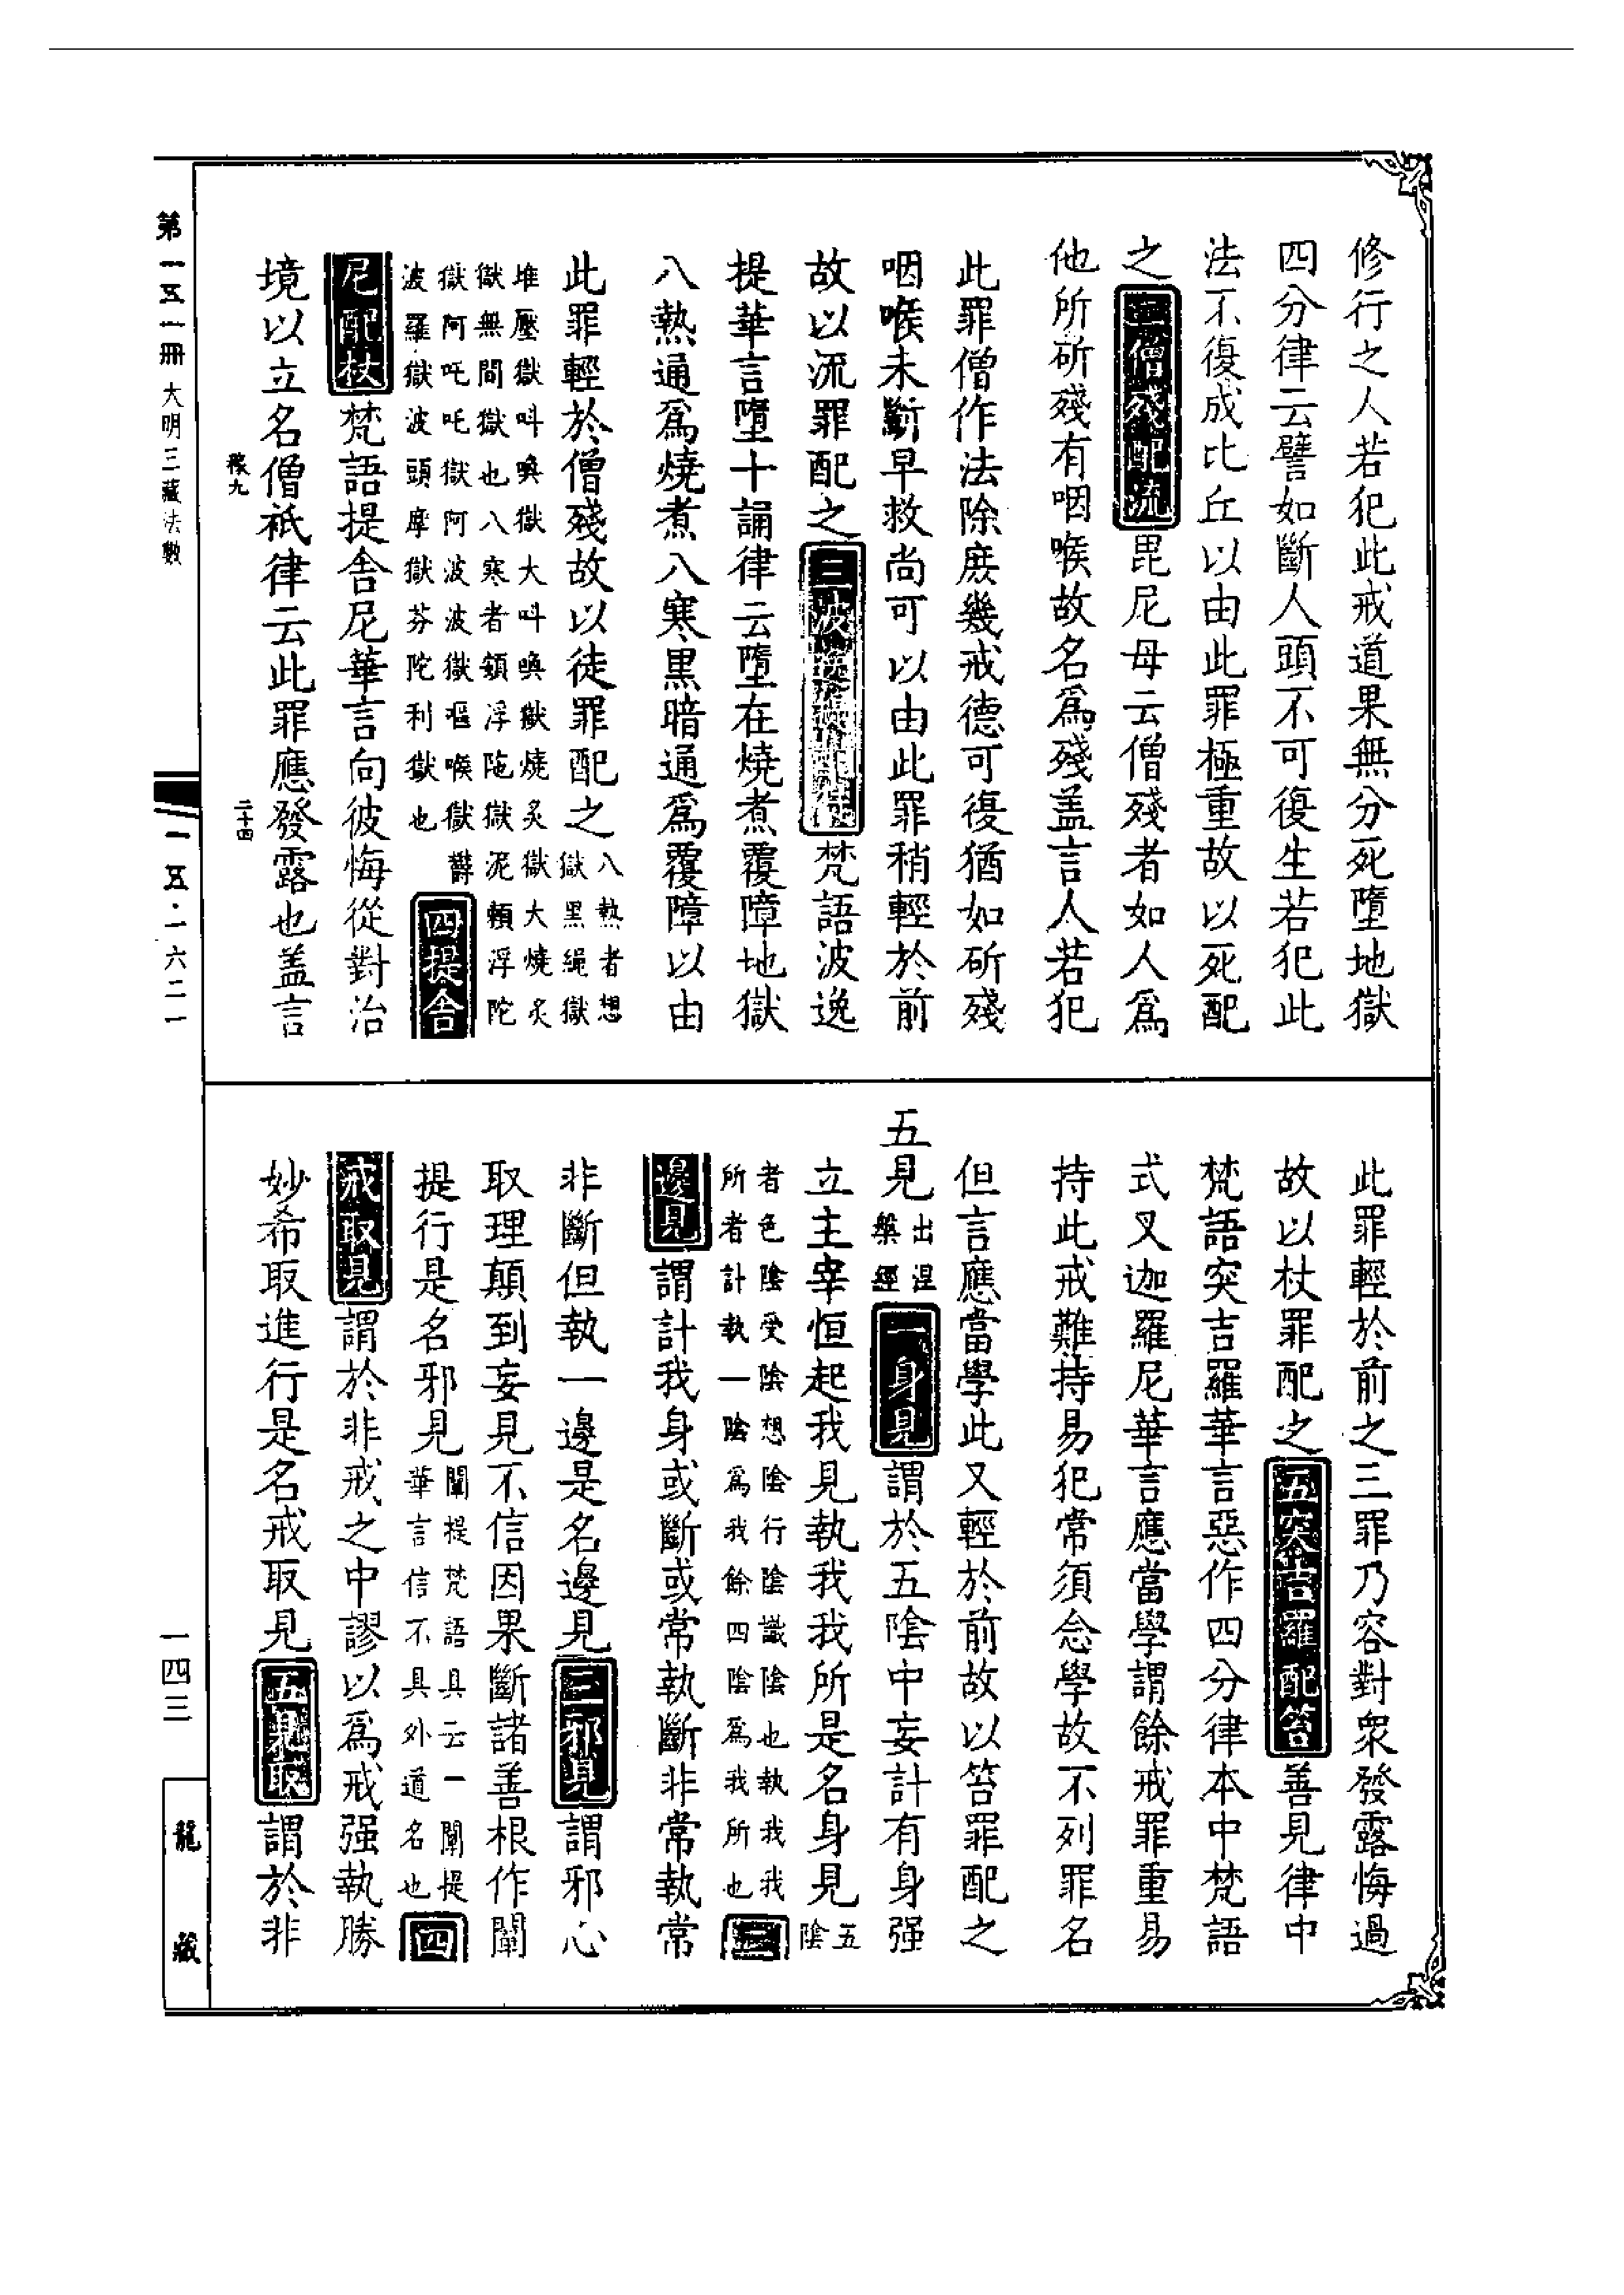 修行之人若犯此戒道果無分死墮地獄
四分律云譬如斷人頭不可復生若犯此
法不復成比丘以由此罪極重故以死配
之二僧殘配流毘尼母云僧殘者如人爲
他所斫殘有咽喉故名爲殘盖言人若犯
此罪僧作法除庻幾戒德可復猶如斫殘
咽喉未斷早救尚可以由此罪稍輕於前
故以流罪配之三波逸提配徒梵語波逸
提華言墮十誦律云墮在燒煮覆障地獄
八熱通爲燒煮八寒黑暗通爲覆障以由
此罪輕於僧殘故以徒罪配之八熱者想
獄黑繩獄
堆壓獄叫喚獄大叫喚獄燒炙獄大燒炙
獄無間獄也八寒者頞浮陁獄泥賴浮陀
獄阿吒吒獄阿波波獄嘔喉獄欝
波羅獄波頭摩獄芬陀利獄也四提舍
尼配杖梵語提舍尼華言向彼悔從對治
境以立名僧祇律云此罪應發露也盖言
此罪輕於前之三罪乃容對衆發露悔過
故以杖罪配之五突吉羅配笞善見律中
梵語突吉羅華言惡作四分律本中梵語
式叉迦羅尼華言應當學謂餘戒罪重易
持此戒難持易犯常須念學故不列罪名
但言應當學此又輕於前故以笞罪配之
五見出涅
槃經一身見謂於五陰中妄計有身强
立主宰恒起我見執我我所是名身見五
陰
者色陰受陰想陰行陰識陰也執我我
所者計執一陰爲我餘四陰爲我所也二
邊見謂計我身或斷或常執斷非常執常
非斷但執一邊是名邊見三邪見謂邪心
取理顛到妄見不信因果斷諸善根作闡
提行是名邪見闡提梵語具云一闡提
華言信不具外道名也四
戒取見謂於非戒之中謬以爲戒强執勝
妙希取進行是名戒取見五見取謂於非
第一五一冊 大明三藏法數
稼九
二十四
一五·一六二一
一四三
龍藏